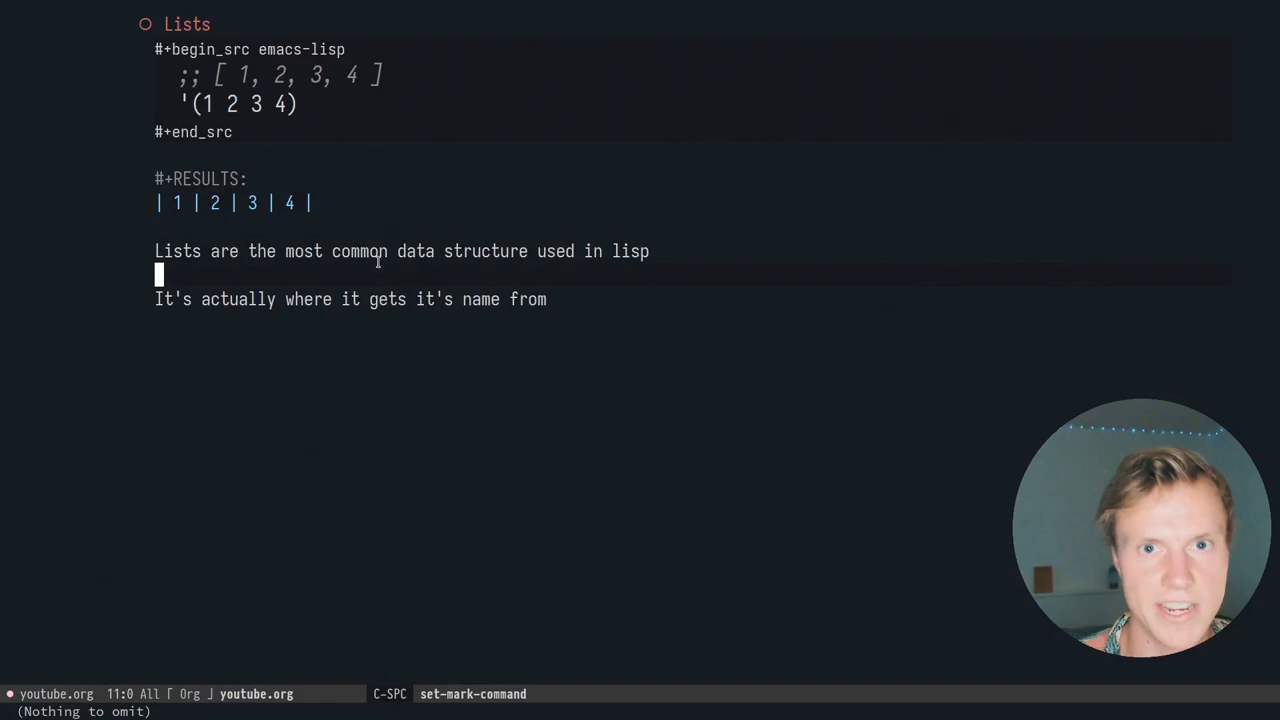 Lists
#+begin_src emacs-lisp
;; [ 1, 2, 3, 4 ]
'(1 2 3 4)
#+end_src
#+RESULTS:
| 1 | 2 | 3 | 4 |
Lists are the most common data structure used in lisp
It's actually where it gets it's name from
youtube.org 11:0 All ｢ Org ｣ youtube.org C-SPC set-mark-command
(Nothing to omit)